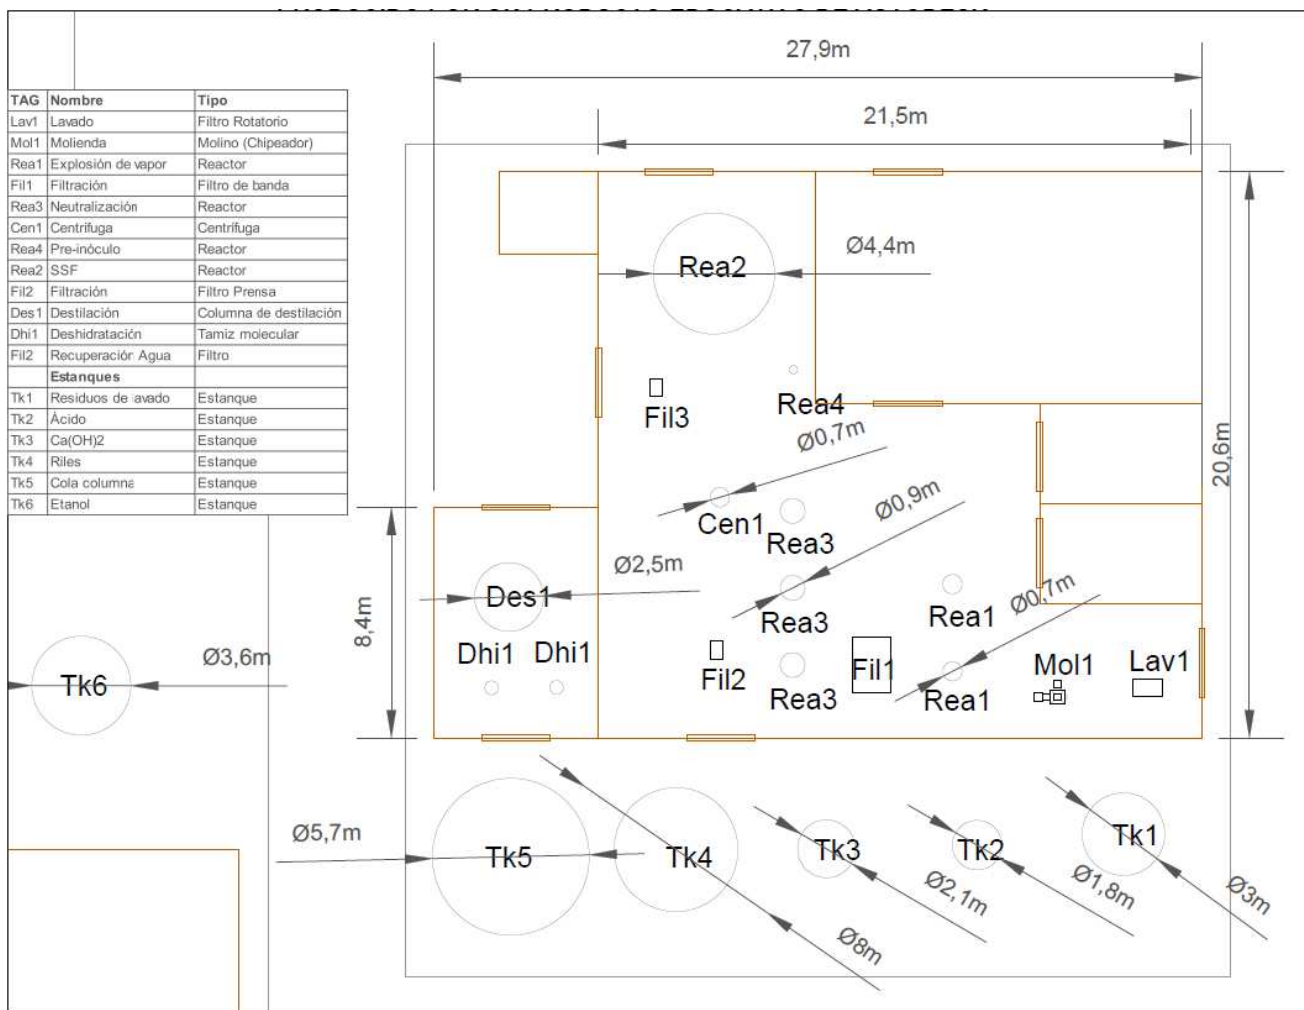 27,9m
21,5m
TAG Nombre Tipo
Lav1 Lavado Filtro Rotatorio
Mol1 Molienda Molino (Chipeador)
Rea1 Explosión de vapor Reactor
Fil1 Filtración Filtro de banda
Rea3 Neutralización Reactor
Cen1 Centrífuga Centrífuga
Rea4 Pre-inóculo Reactor
Rea2 SSF Reactor
Fil2 Filtración Filtro Prensa
Des1 Destilación Columna de destilación
Dhi1 Deshidratación Tamiz molecular
Fil2 Recuperación Agua Filtro
Estanques
Tk1 Residuos de lavado Estanque
Tk2 Ácido Estanque
Tk3 Ca(OH)2 Estanque
Tk4 Riles Estanque
Tk5 Cola columna Estanque
Tk6 Etanol Estanque
Rea2
Ø4,4m
Fil3
Rea4
Ø0,7m
20,6m
Cen1
Rea3
Ø0,9m
Des1
Ø2,5m
8,4m
Rea3
Rea1
Ø0,7m
Dhi1
Dhi1
Fil2
Rea3
Fil1
Rea1
Mol1
Lav1
Tk6
Ø3,6m
Ø5,7m
Tk5
Tk4
Tk3
Tk2
Tk1
Ø8m
Ø2,1m
Ø1,8m
Ø3m